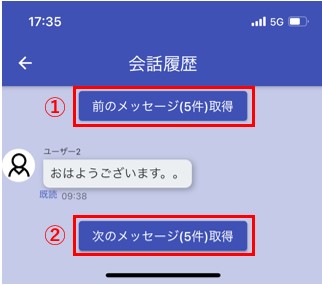 17:35 5G
会話履歴
① 前のメッセージ(5件)取得
ユーザー2
おはようございます。。
既読 09:38
② 次のメッセージ(5件)取得